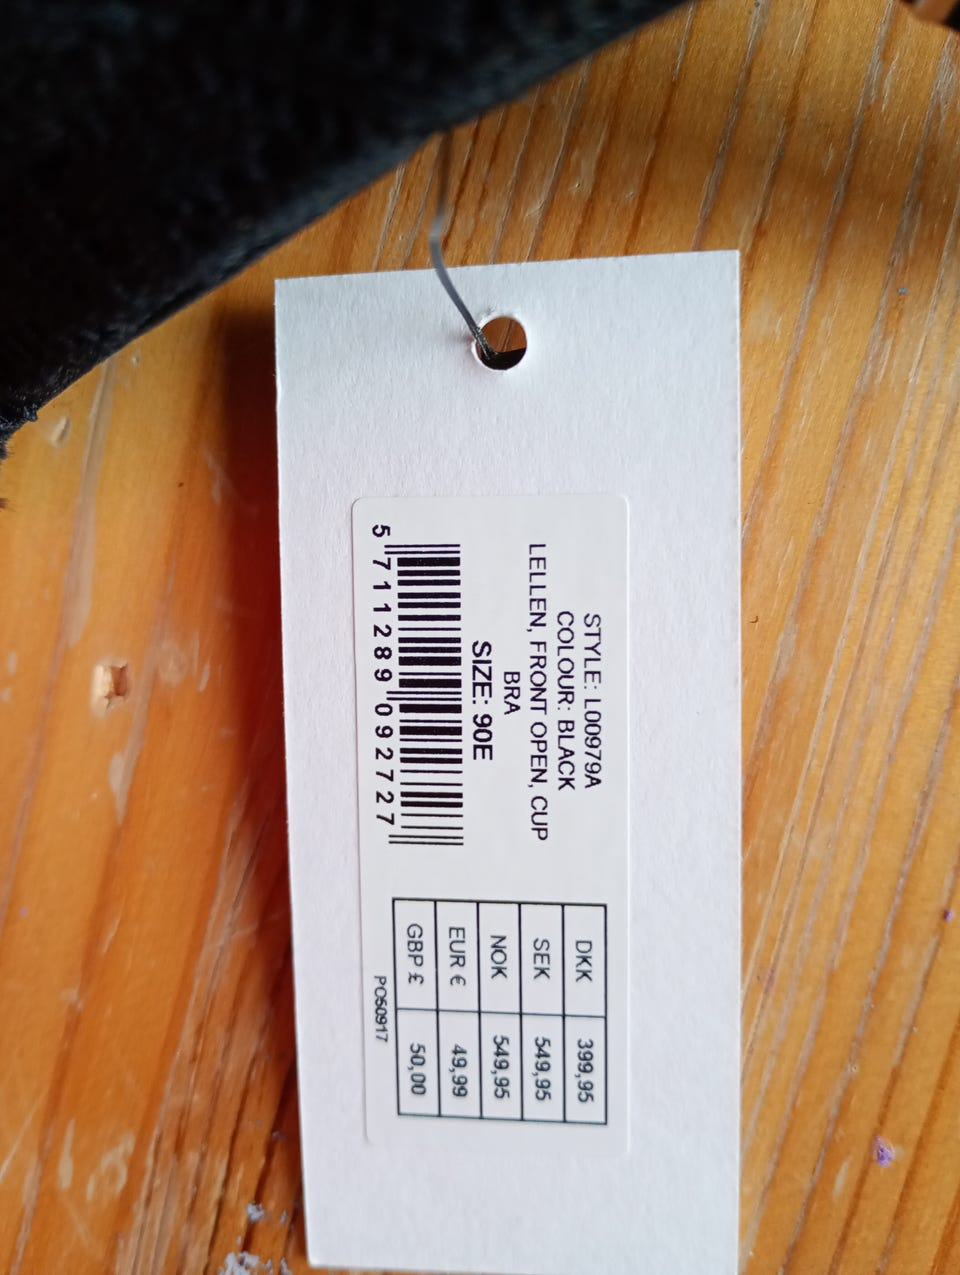 STYLE: L00979A
COLOUR: BLACK
LELLEN, FRONT OPEN, CUP
BRA
SIZE: 90E
5 711289 092727
DKK 399,95
SEK 549,95
NOK 549,95
EUR € 49,99
GBP £ 50,00
PO50917